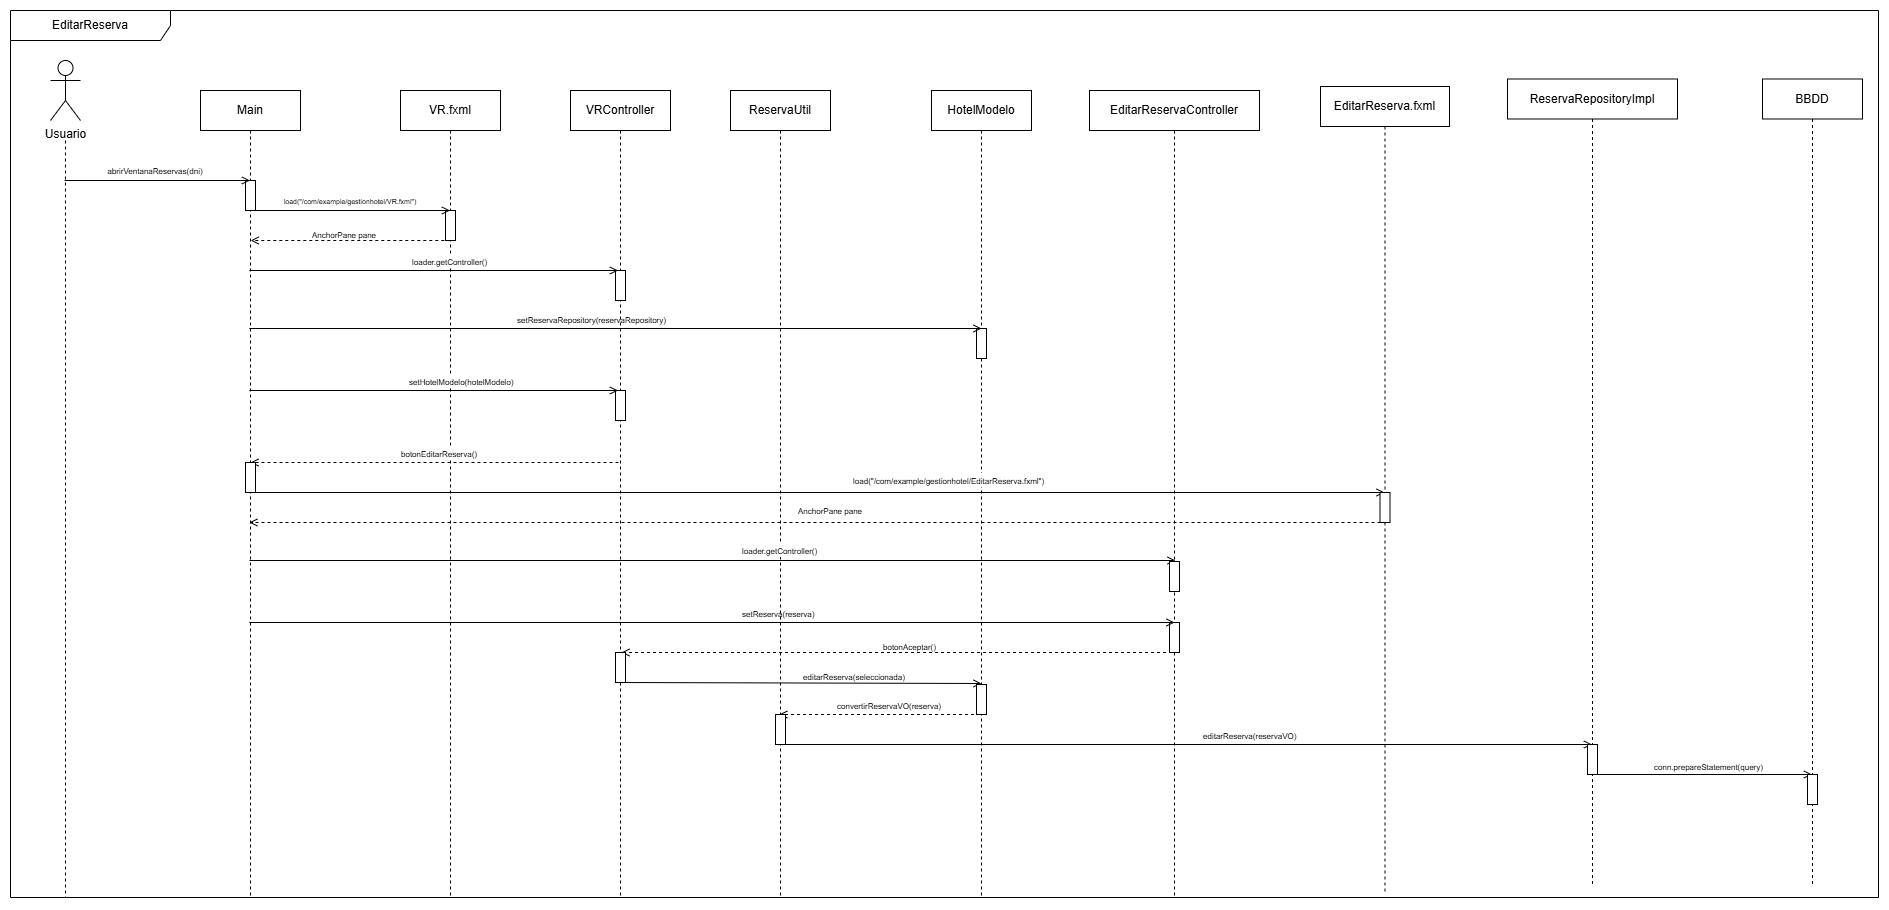 EditarReserva
Usuario
Main
VR.fxml
VRController
ReservaUtil
HotelModelo
EditarReservaController
EditarReserva.fxml
ReservaRepositoryImpl
BBDD
abrirVentanaReservas(dni)
load("/com/example/gestionhotel/VR.fxml")
AnchorPane pane
loader.getController()
setReservaRepository(reservaRepository)
setHotelModelo(hotelModelo)
botonEditarReserva()
load("/com/example/gestionhotel/EditarReserva.fxml")
AnchorPane pane
loader.getController()
setReserva(reserva)
botonAceptar()
editarReserva(seleccionada)
convertirReservaVO(reserva)
editarReserva(reservaVO)
conn.prepareStatement(query)